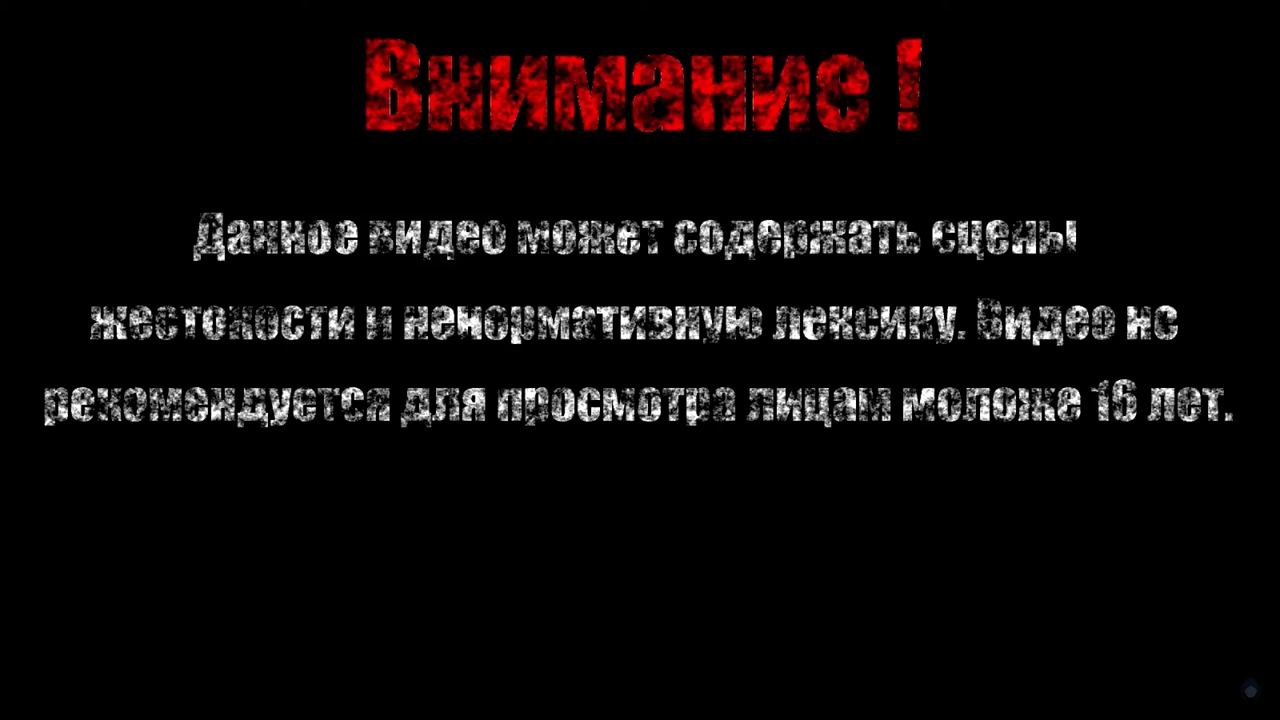 Внимание !
Данное видео может содержать сцены
жестокости и ненормативную лексику. Видео не
рекомендуется для просмотра лицам моложе 16 лет.